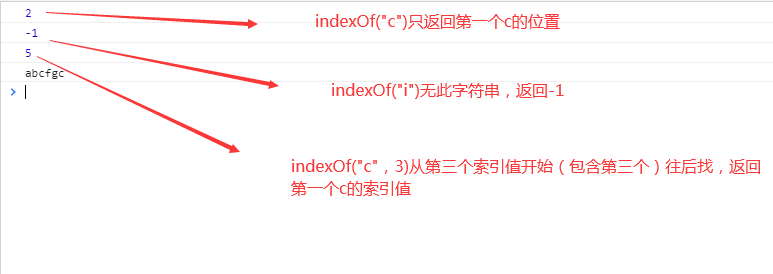 2
indexOf("c")只返回第一个c的位置
-1
5
abcfgc
indexOf("i")无此字符串，返回-1
indexOf("c"，3)从第三个索引值开始（包含第三个）往后找，返回
第一个c的索引值